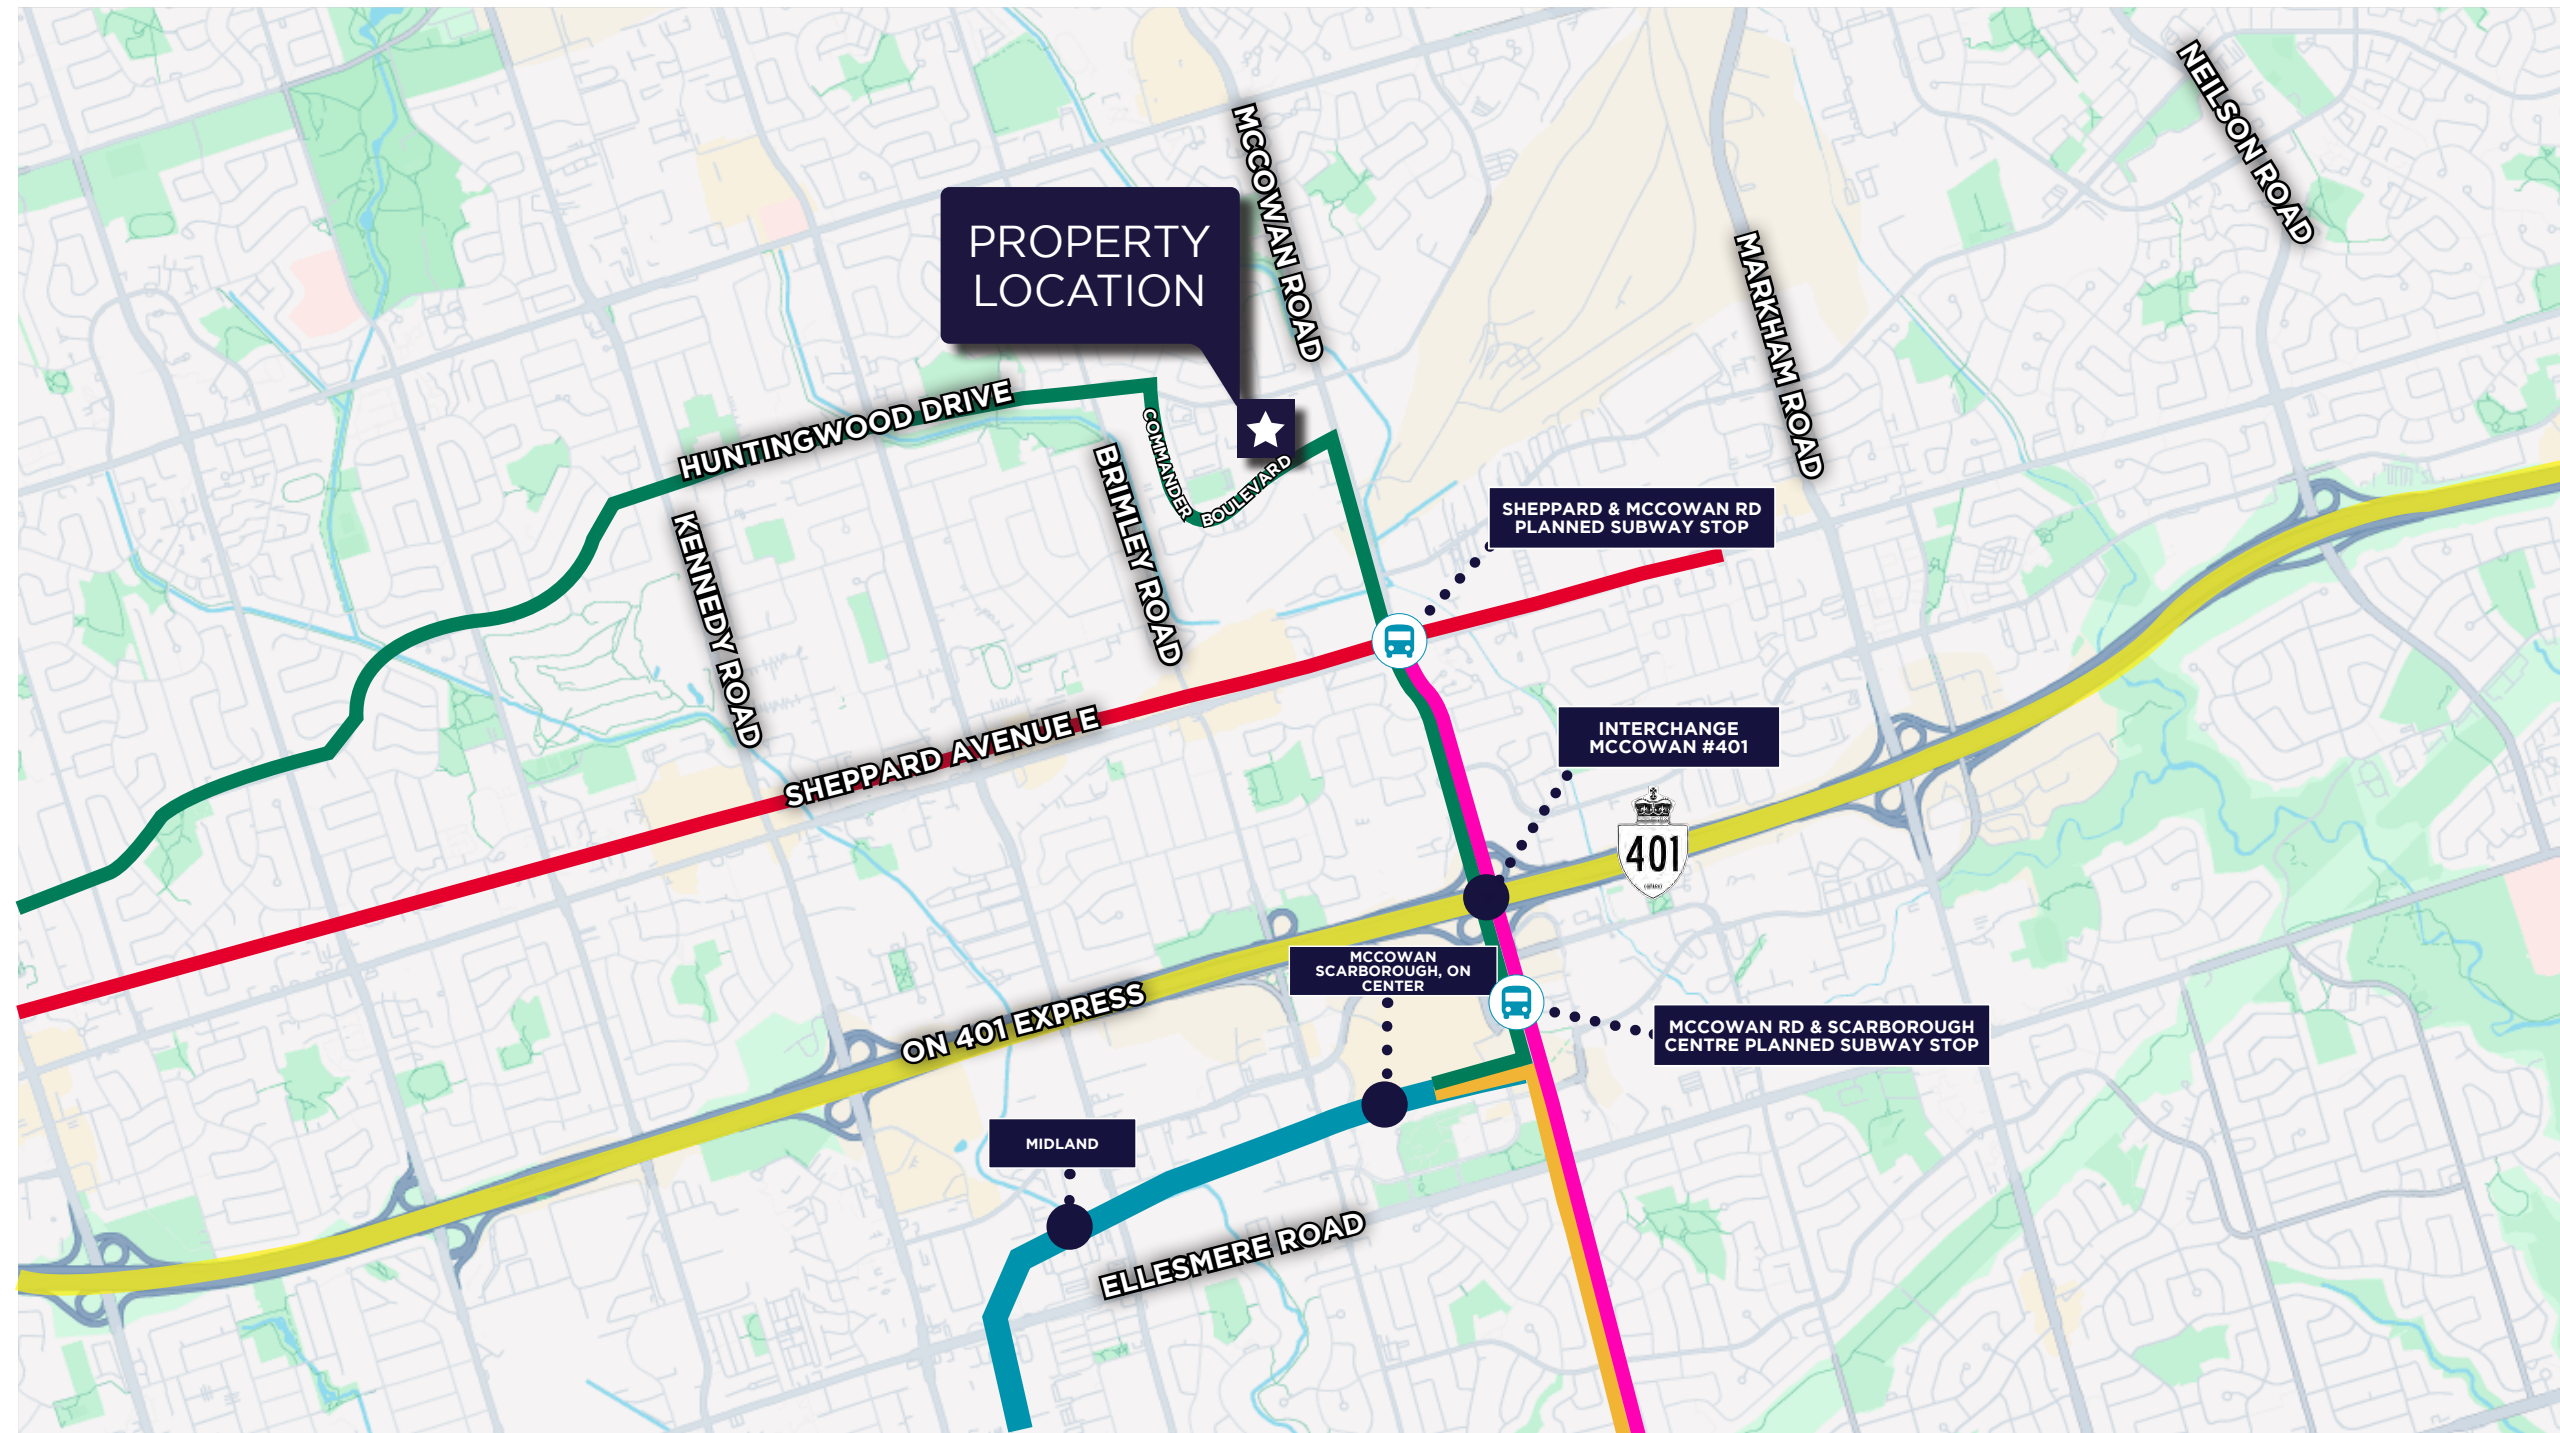 NEILSON ROAD
MCCOWAN ROAD
PROPERTY
LOCATION
MARKHAM ROAD
HUNTINGWOOD DRIVE
COMMANDER
BOULEVARD
BRIMLEY ROAD
KENNEDY ROAD
SHEPPARD & MCCOWAN RD
PLANNED SUBWAY STOP
SHEPPARD AVENUE E
INTERCHANGE
MCCOWAN #401
401
MCCOWAN
SCARBOROUGH, ON
CENTER
ON 401 EXPRESS
MCCOWAN RD & SCARBOROUGH
CENTRE PLANNED SUBWAY STOP
MIDLAND
ELLESMERE ROAD